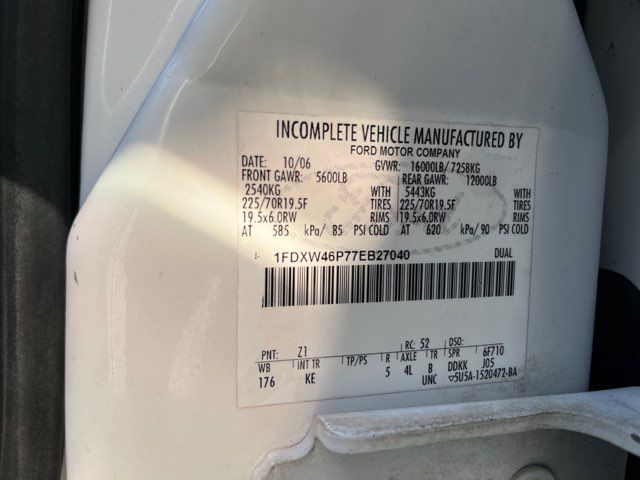 INCOMPLETE VEHICLE MANUFACTURED BY
FORD MOTOR COMPANY
DATE: 10/06 GVWR: 16000LB/ 7258KG
FRONT GAWR: 5600LB REAR GAWR: 12000LB
2540KG WITH 5443KG WITH
225/70R19.5F TIRES 225/70R19.5F TIRES
19.5x6.0RW RIMS 19.5x6.0RW RIMS
AT 585 kPa/ 85 PSI COLD AT 620 kPa/ 90 PSI COLD
1FDXW46P77EB27040 DUAL
PNT: Z1 RC: 52 DSO:
WB INT TR TP/PS R AXLE TR SPR 6F710
176 KE 5 4L B DDKK J05
UNC 5U5A-1520472-BA